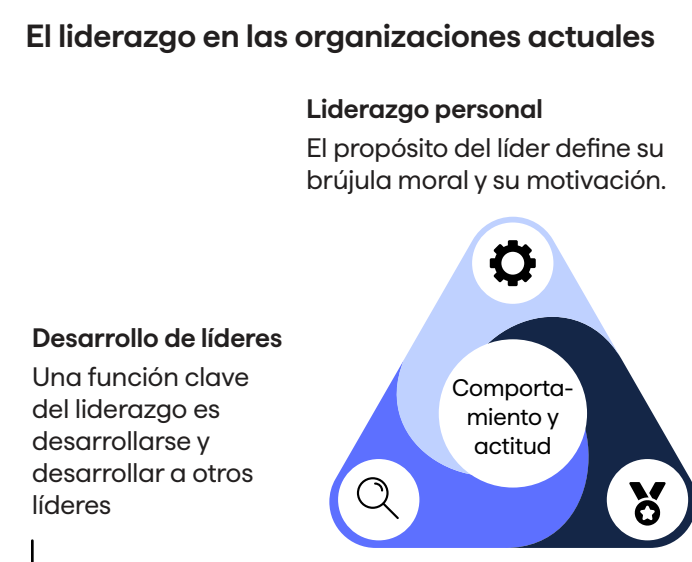 El liderazgo en las organizaciones actuales
Liderazgo personal
El propósito del líder define su
brújula moral y su motivación.
Desarrollo de líderes
Una función clave
del liderazgo es
desarrollarse y
desarrollar a otros
líderes
Comporta-
miento y
actitud